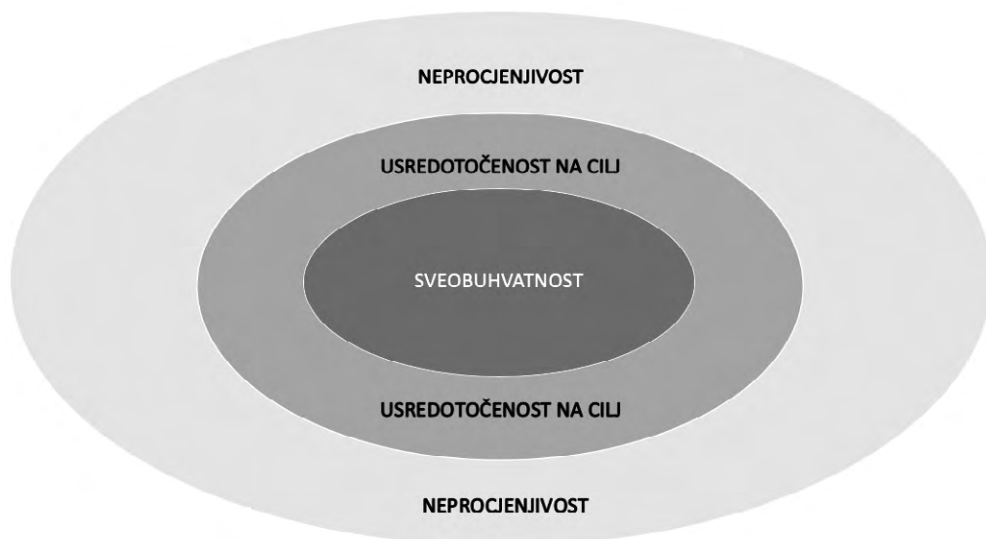 NEPROCJENJIVOST
USREDOTOČENOST NA CILJ
SVEOBUHVATNOST
USREDOTOČENOST NA CILJ
NEPROCJENJIVOST